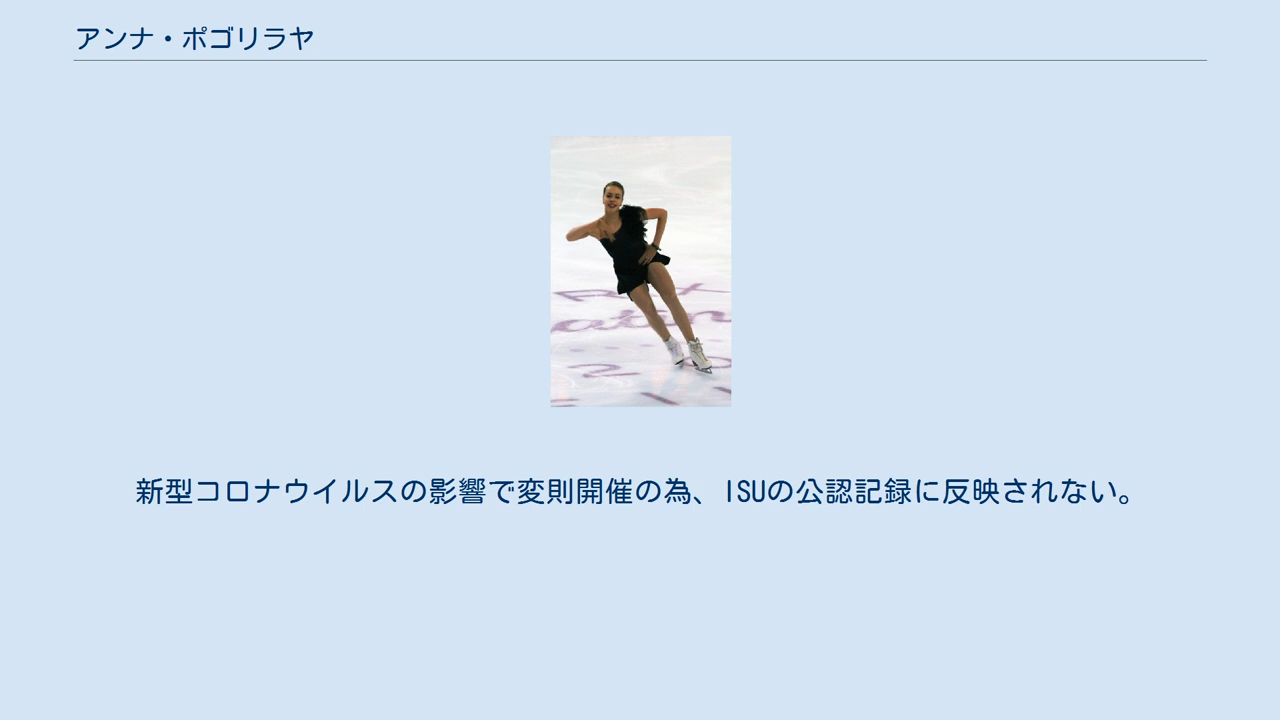 アンナ・ポゴリラヤ
新型コロナウイルスの影響で変則開催の為、ISUの公認記録に反映されない。